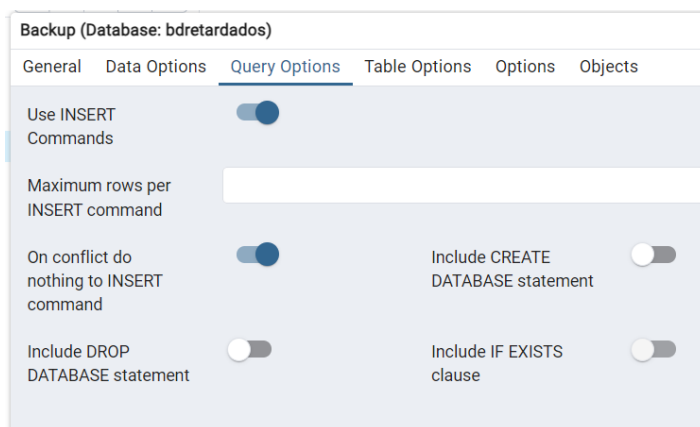 Backup (Database: bdretardados)
General Data Options Query Options Table Options Options Objects
Use INSERT
Commands
Maximum rows per
INSERT command
On conflict do
nothing to INSERT
command
Include CREATE
DATABASE statement
Include DROP
DATABASE statement
Include IF EXISTS
clause